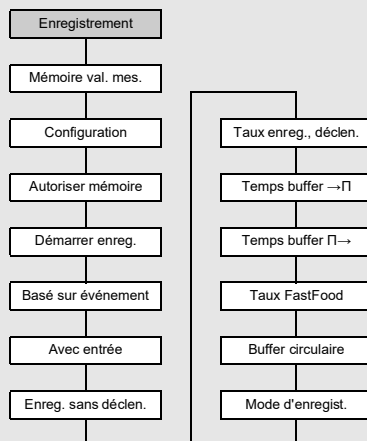 Enregistrement
Mémoire val. mes.
Configuration
Autoriser mémoire
Démarrer enreg.
Basé sur événement
Avec entrée
Enreg. sans déclen.
Taux enreg., déclen.
Temps buffer →Π
Temps buffer Π→
Taux FastFood
Buffer circulaire
Mode d'enregist.